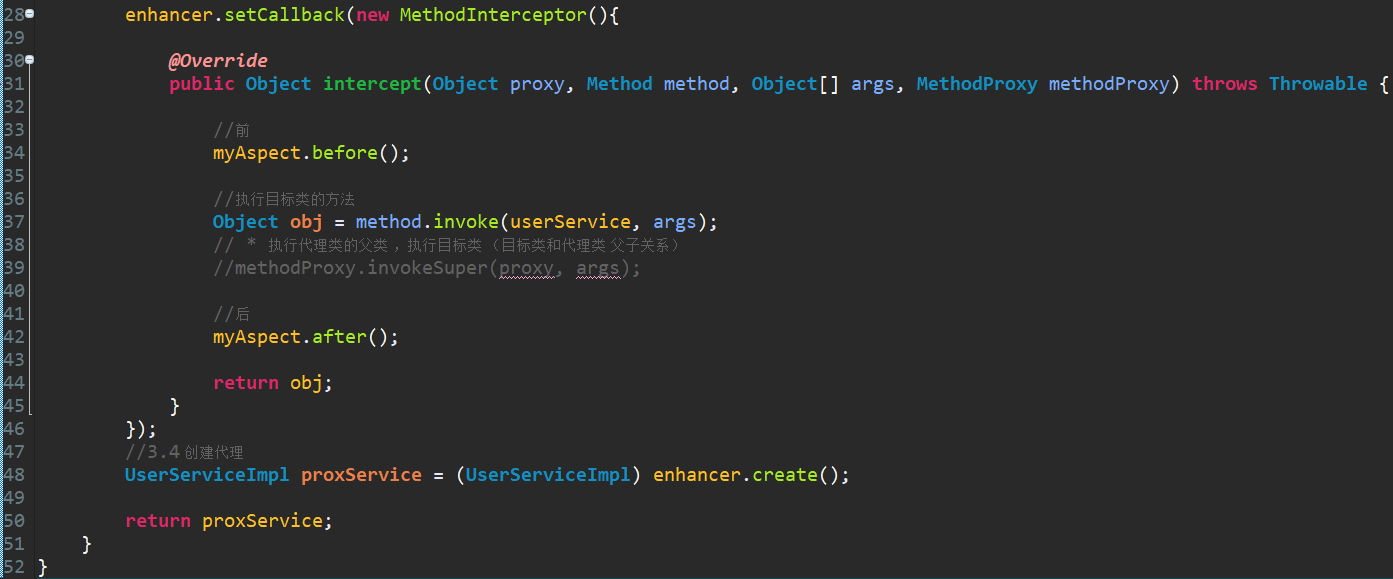 28 enhancer.setCallback(new MethodInterceptor(){
29
30 @Override
31 public Object intercept(Object proxy, Method method, Object[] args, MethodProxy methodProxy) throws Throwable {
32
33 //前
34 myAspect.before();
35
36 //执行目标类的方法
37 Object obj = method.invoke(userService, args);
38 // * 执行代理类的父类 ，执行目标类 （目标类和代理类 父子关系）
39 //methodProxy.invokeSuper(proxy, args);
40
41 //后
42 myAspect.after();
43
44 return obj;
45 }
46 });
47 //3.4 创建代理
48 UserServiceImpl proxService = (UserServiceImpl) enhancer.create();
49
50 return proxService;
51 }
52 }